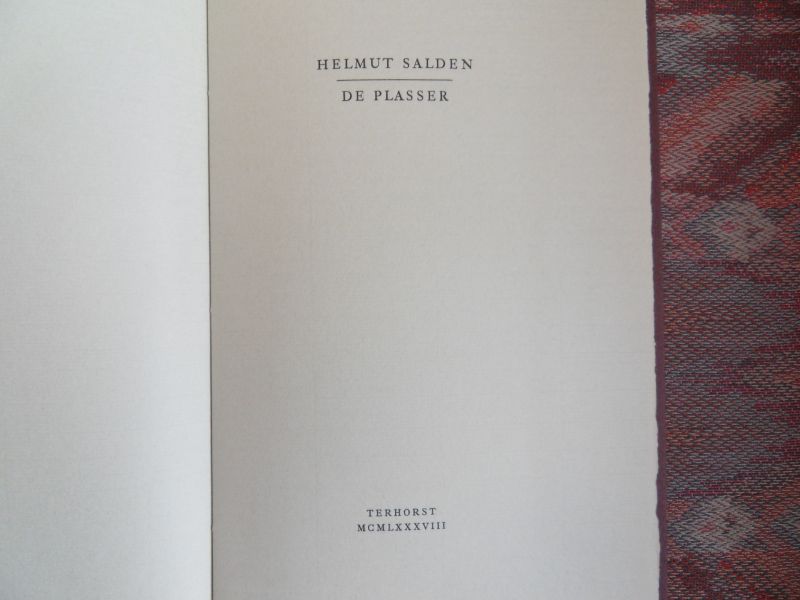 HELMUT SALDEN
DE PLASSER
TERHORST
MCMLXXXVIII